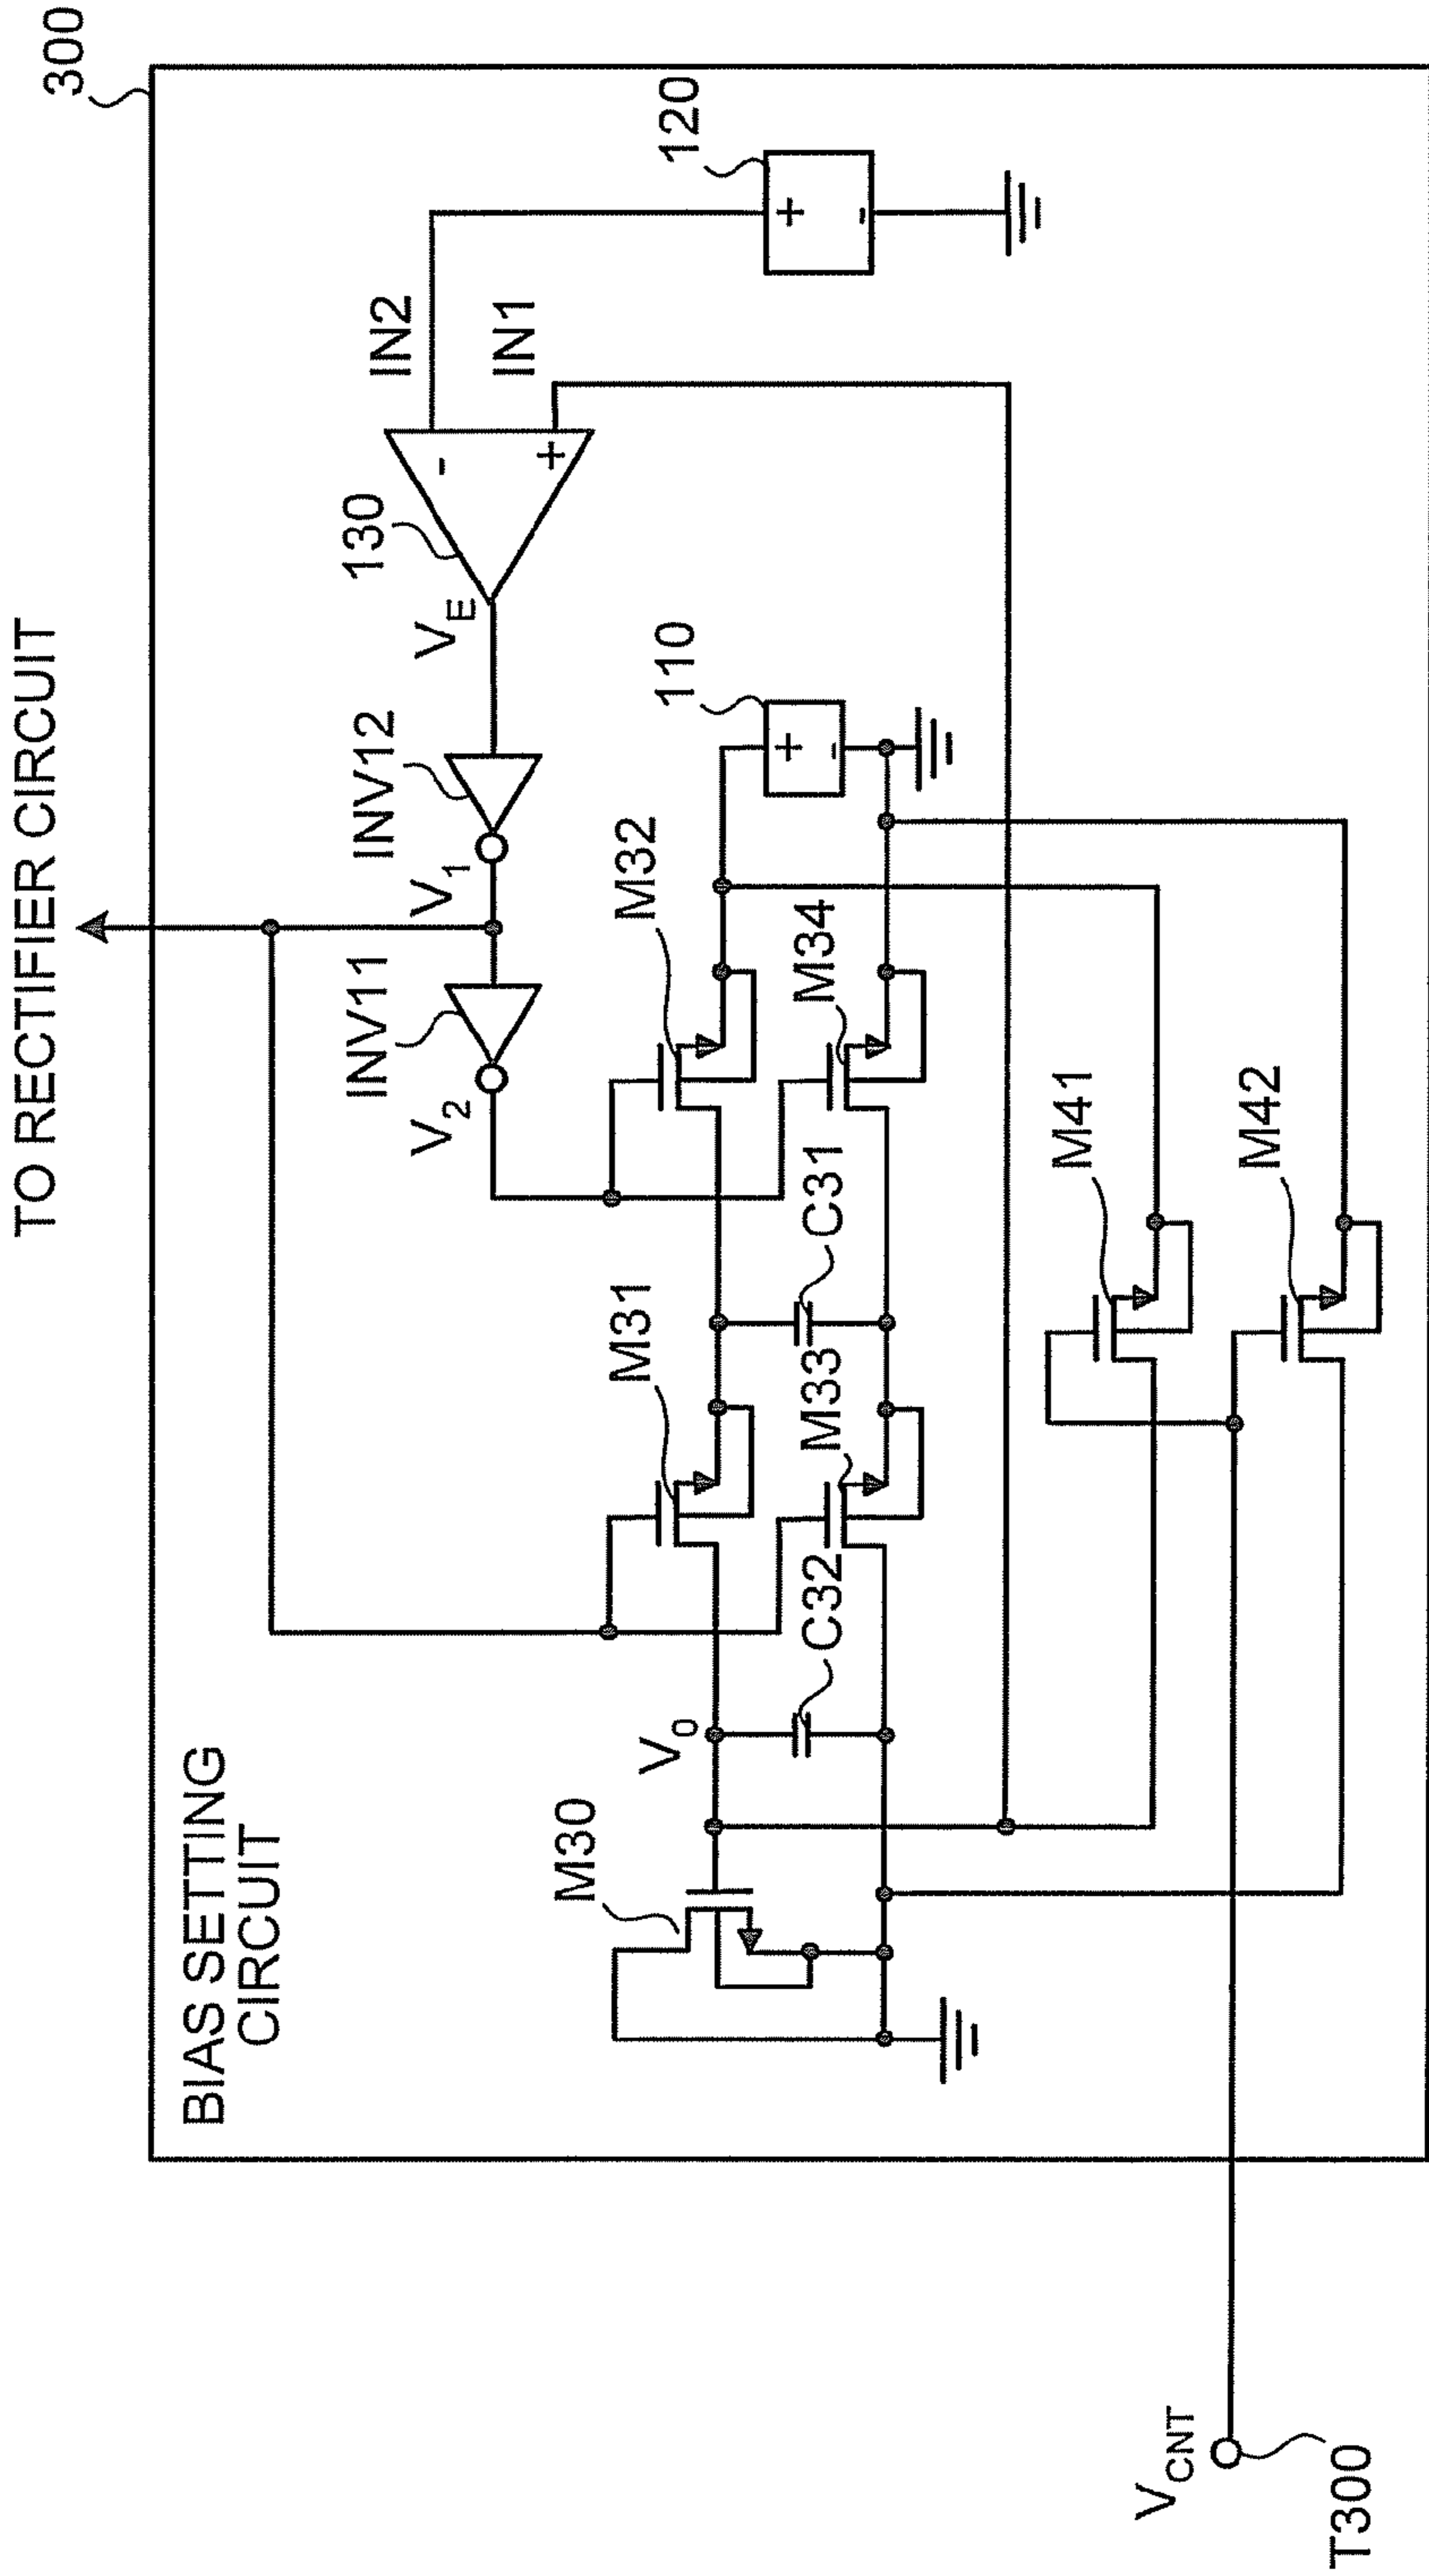 TO RECTIFIER CIRCUIT
300
BIAS SETTING
CIRCUIT
V2
INV11
V1
INV12
VE
130
-
+
IN2
IN1
120
+
-
M30
V0
M31
M32
110
+
-
C32
M33
C31
M34
M41
M42
VCNT
T300